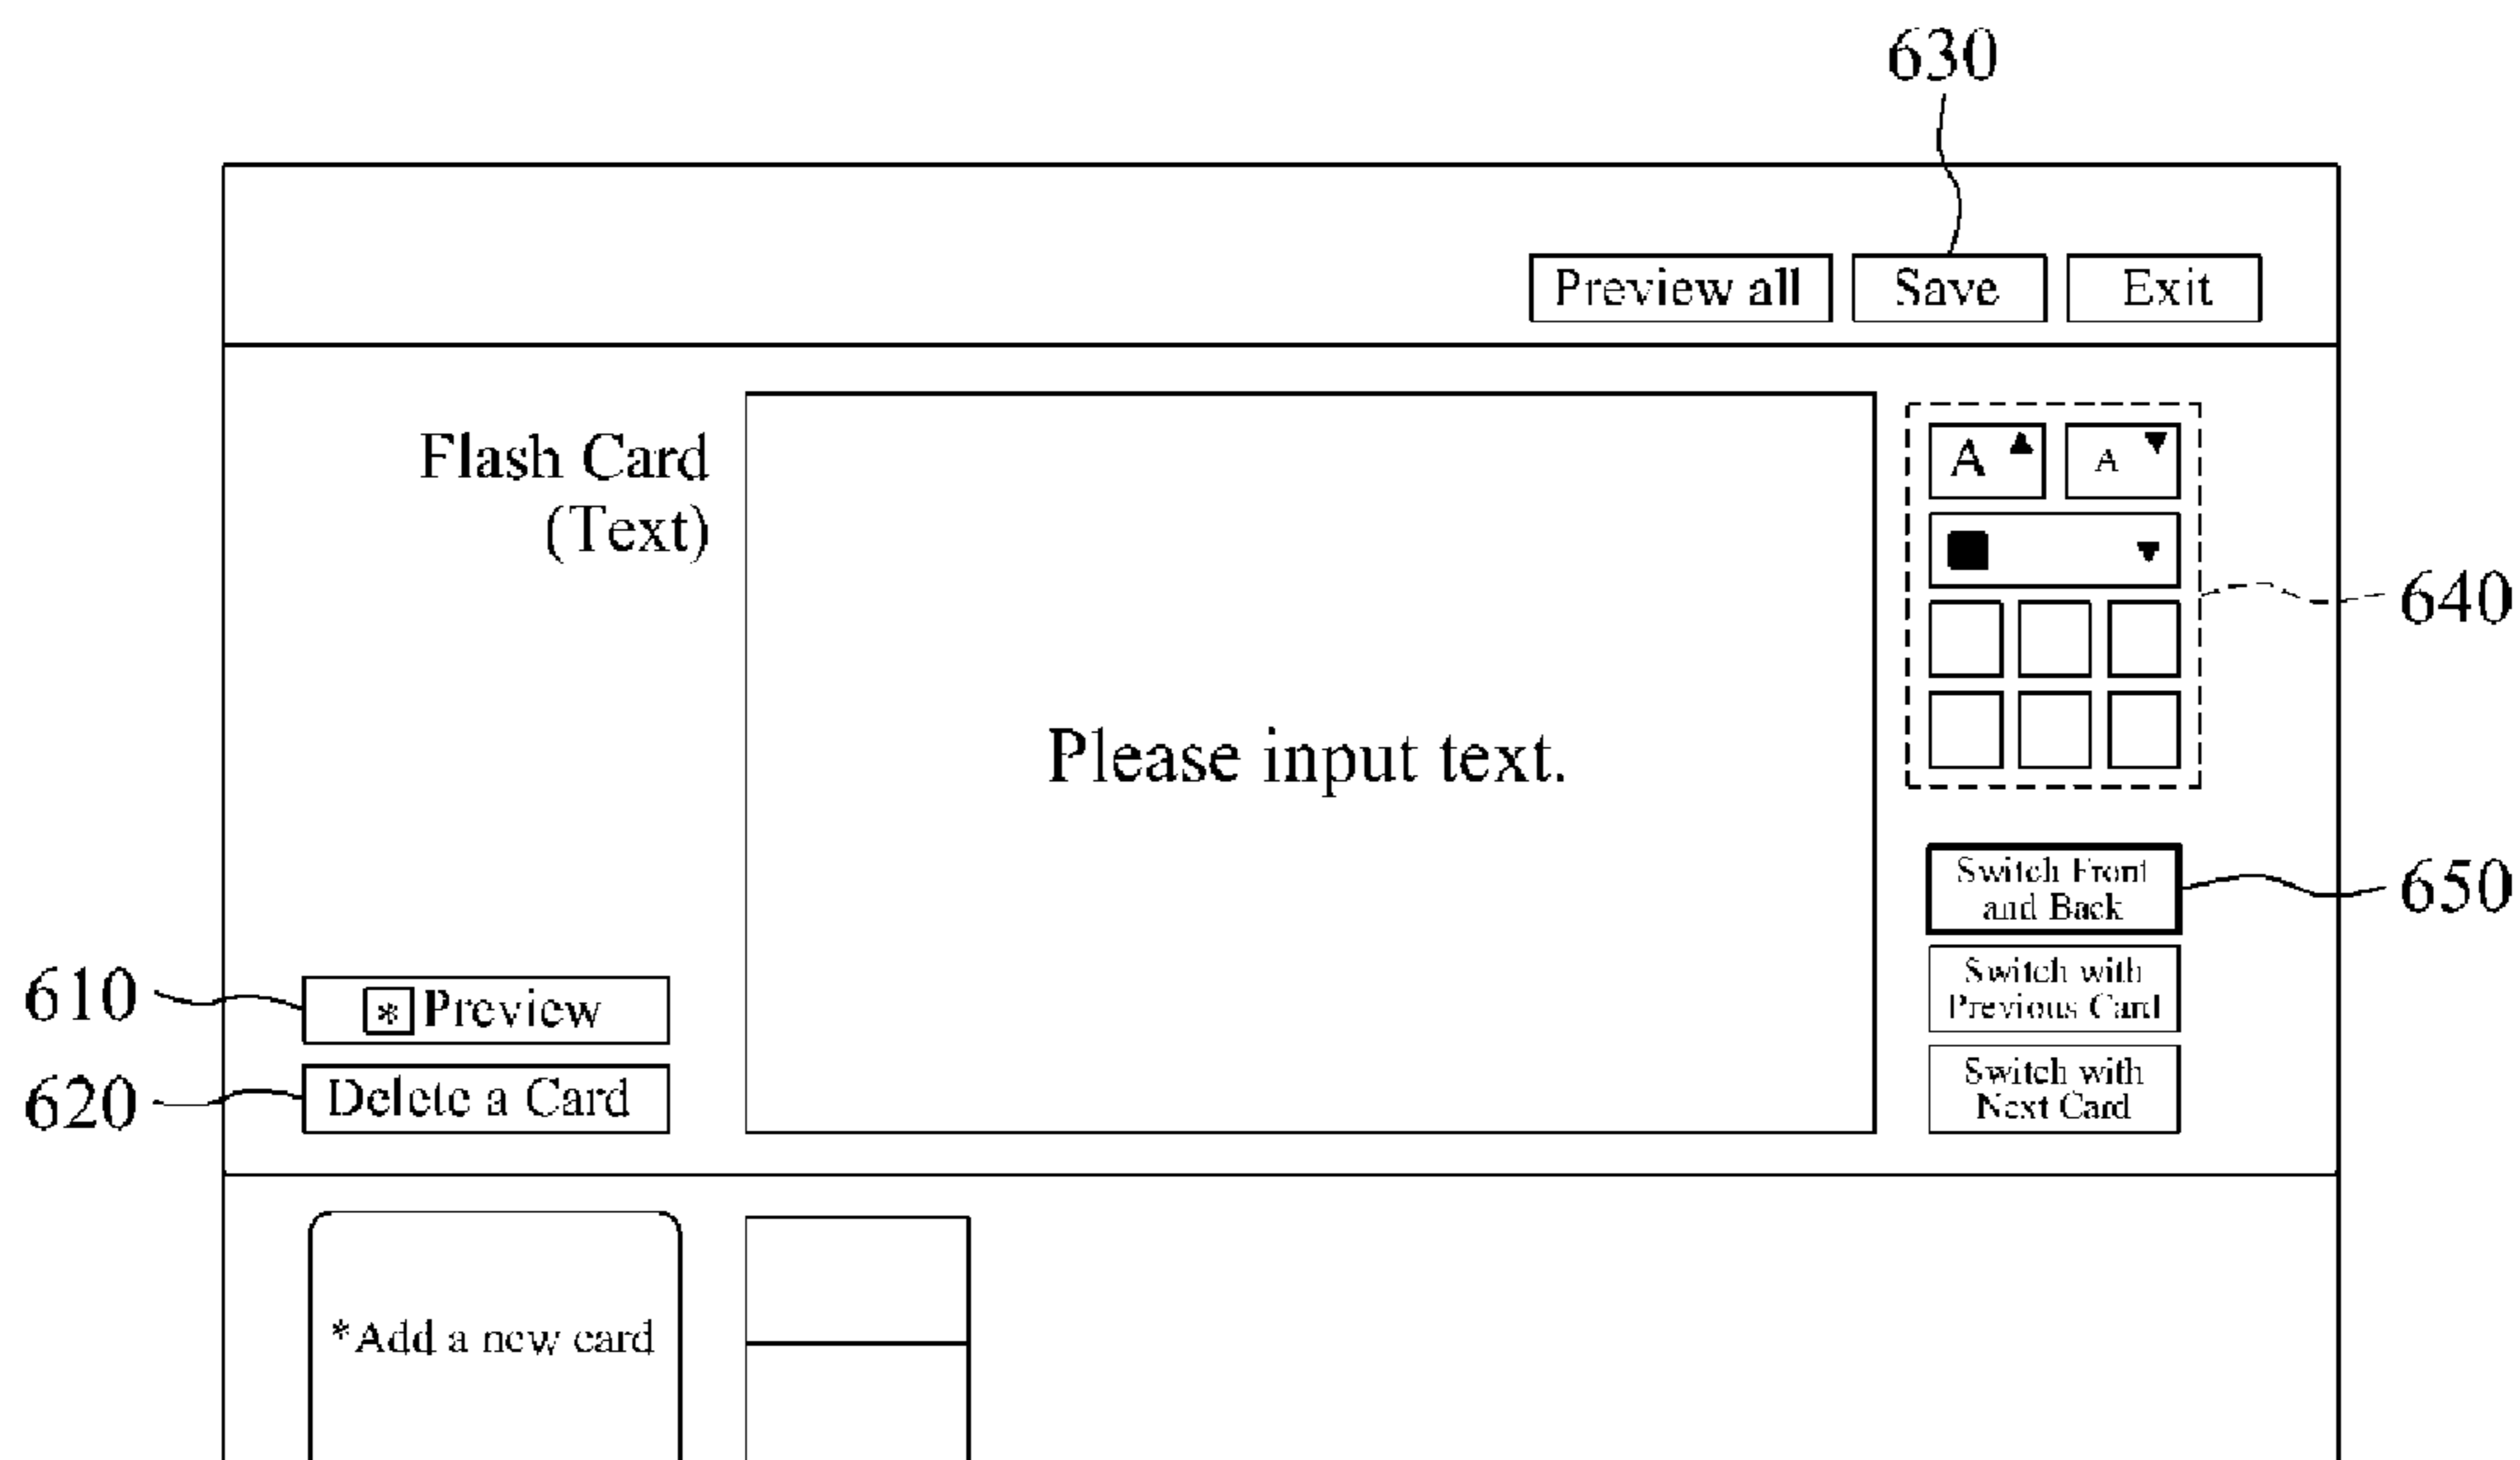 630
Preview all Save Exit
Flash Card
(Text)
A A
640
Please input text.
Switch Front
and Back
650
Switch with
Previous Card
610
* Preview
Switch with
Next Card
620
Delete a Card
*Add a new card